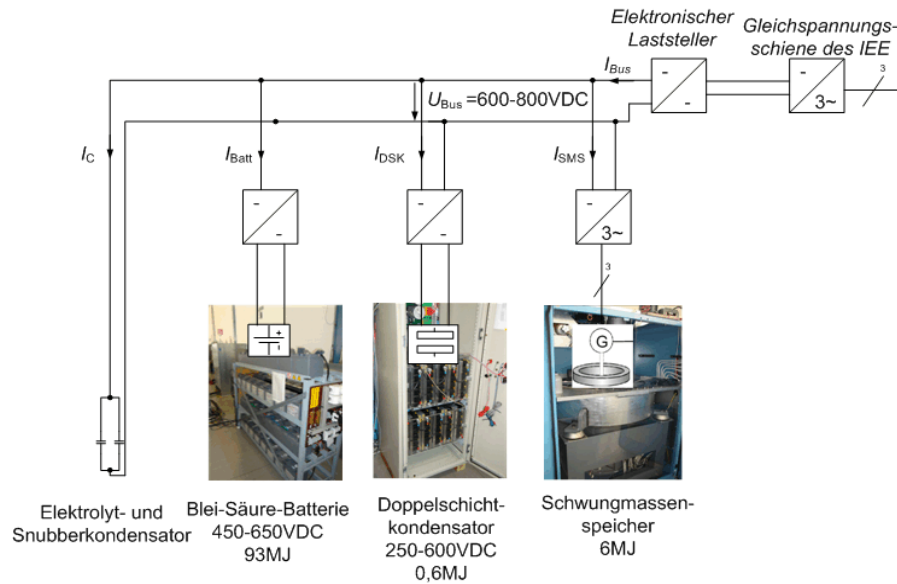 Elektronischer
Laststeller
Gleichspannungs-
schiene des IEE
I_Bus
3
U_Bus =600-800VDC
-
-
-
3~
I_C
I_Batt
I_DSK
I_SMS
-
-
-
-
-
3~
3
+
-
G
Elektrolyt- und
Snubberkondensator
Blei-Säure-Batterie
450-650VDC
93MJ
Doppelschicht-
kondensator
250-600VDC
0,6MJ
Schwungmassen-
speicher
6MJ